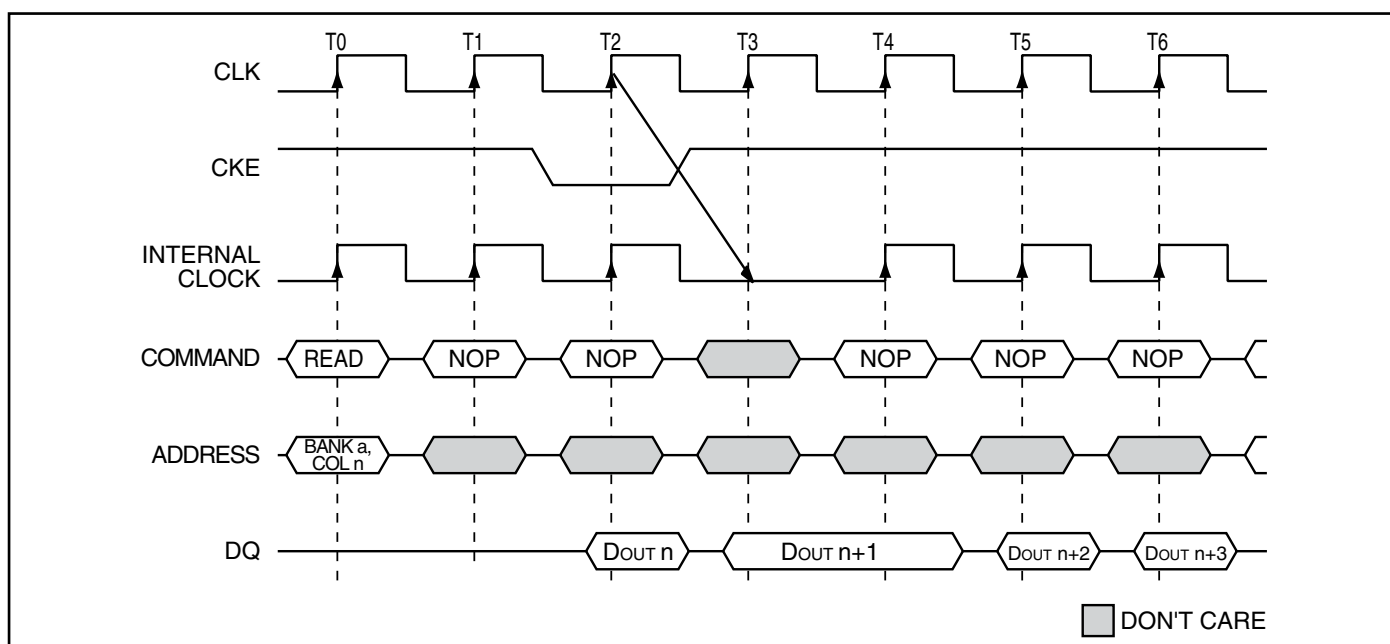 T0 T1 T2 T3 T4 T5 T6
CLK
CKE
INTERNAL
CLOCK
COMMAND READ NOP NOP NOP NOP NOP
ADDRESS BANK a,
COL n
DQ DOUT n DOUT n+1 DOUT n+2 DOUT n+3
DON'T CARE